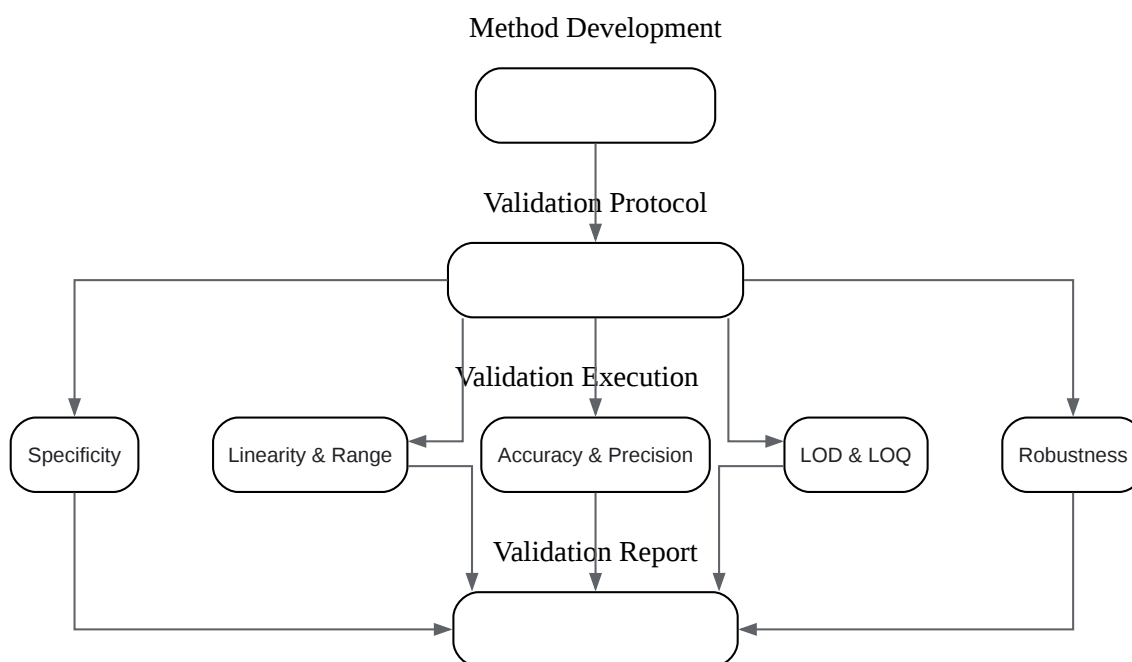 Method Development
Validation Protocol
Validation Execution
Specificity
Linearity & Range
Accuracy & Precision
LOD & LOQ
Robustness
Validation Report